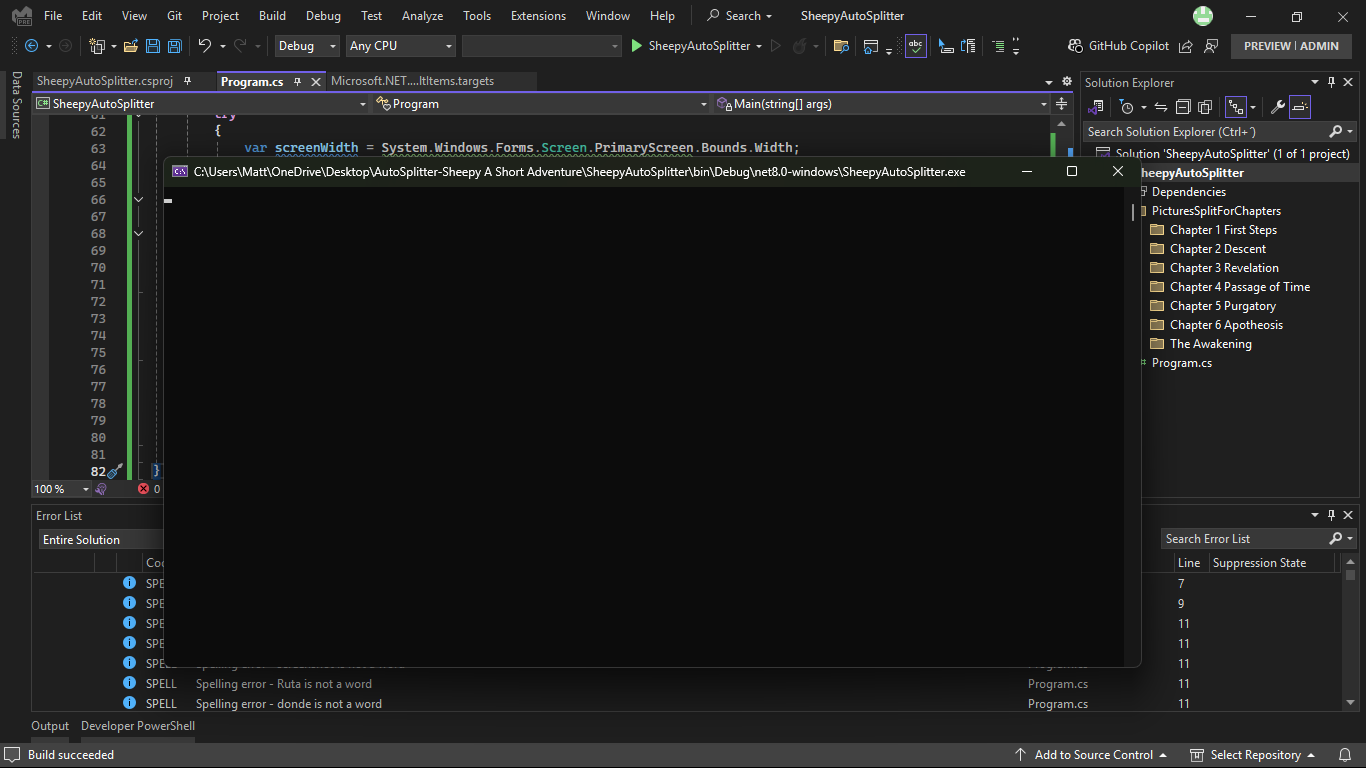 File Edit View Git Project Build Debug Test Analyze Tools Extensions Window Help Search SheepyAutoSplitter
PRE
Debug Any CPU SheepyAutoSplitter abc GitHub Copilot PREVIEW | ADMIN
Data Sources
SheepyAutoSplitter.csproj Program.cs Microsoft.NET....ItItems.targets
C# SheepyAutoSplitter Program Main(string[] args)
61 try
62 {
63 var screenWidth = System.Windows.Forms.Screen.PrimaryScreen.Bounds.Width;
64
65
66
67
68
69
70
71
72
73
74
75
76
77
78
79
80
81
82 }
C:\Users\Matt\OneDrive\Desktop\AutoSplitter-Sheepy A Short Adventure\SheepyAutoSplitter\bin\Debug\net8.0-windows\SheepyAutoSplitter.exe
Solution Explorer
Search Solution Explorer (Ctrl+´)
Solution 'SheepyAutoSplitter' (1 of 1 project)
heepyAutoSplitter
Dependencies
PicturesSplitForChapters
Chapter 1 First Steps
Chapter 2 Descent
Chapter 3 Revelation
Chapter 4 Passage of Time
Chapter 5 Purgatory
Chapter 6 Apotheosis
The Awakening
Program.cs
100 % 0
Error List
Entire Solution Search Error List
Coc Line Suppression State
SPE 7
SPE 9
SPE 11
SPE 11
SPELL 11
SPELL Spelling error - Ruta is not a word Program.cs 11
SPELL Spelling error - donde is not a word Program.cs 11
Output Developer PowerShell
Build succeeded Add to Source Control Select Repository